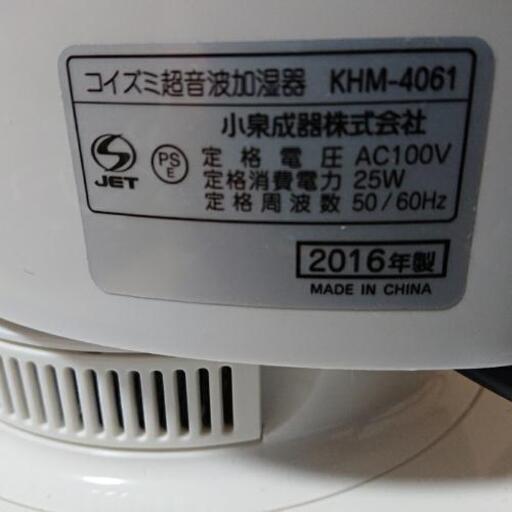 コイズミ超音波加湿器 KHM-4061
小泉成器株式会社
JET
PS
E
定格電圧 AC100V
定格消費電力 25W
定格周波数 50/60Hz
2016年製
MADE IN CHINA